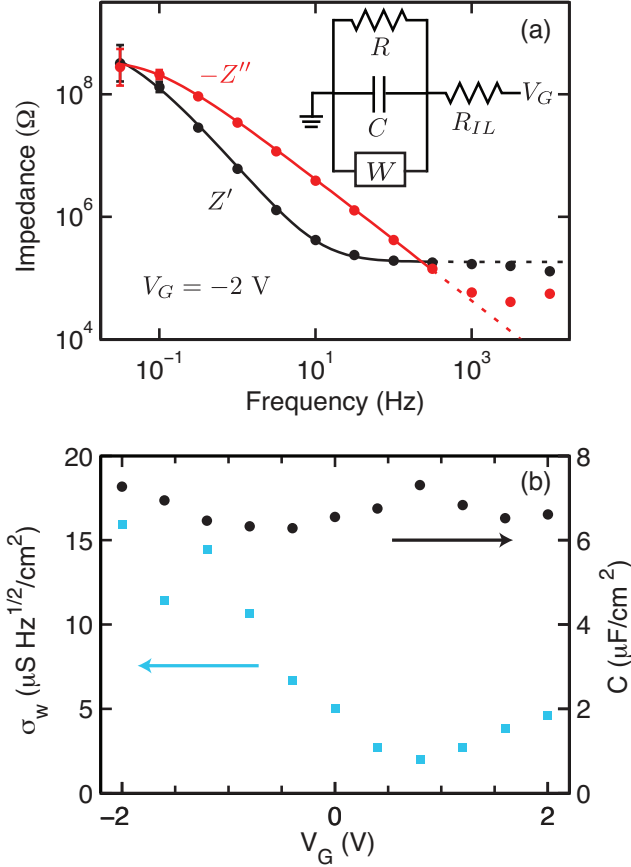 (a)
R
−Z''
C
V_G
R_{IL}
W
Z'
V_G = −2 V
Impedance (Ω)
10^8
10^6
10^4
10^{−1}
10^1
10^3
Frequency (Hz)
(b)
20
15
10
5
0
σ_w (μS Hz^{1/2}/cm^2)
8
6
4
2
0
C (μF/cm^2)
−2
0
2
V_G (V)